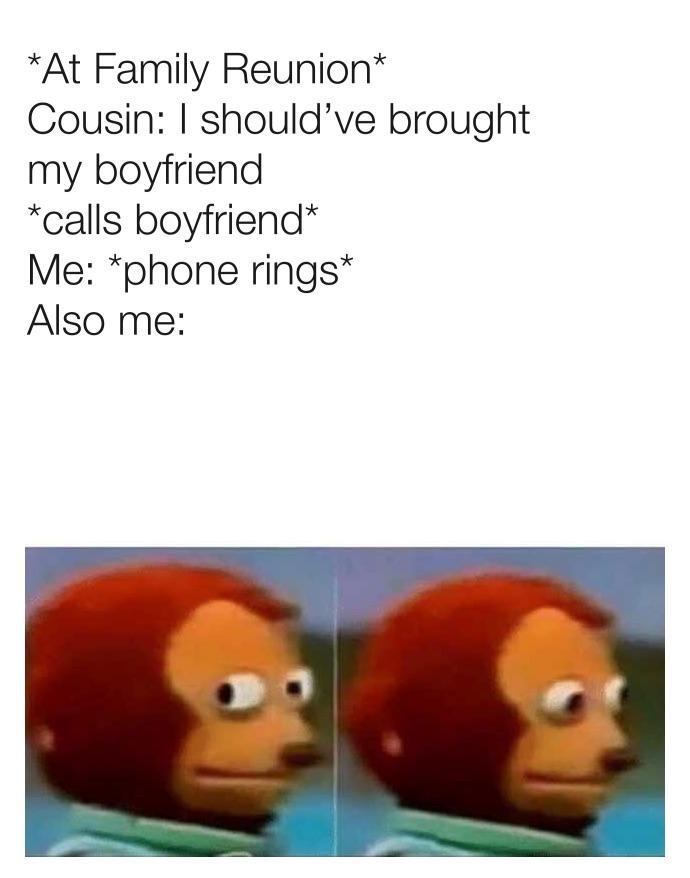 *At Family Reunion*
Cousin: I should’ve brought
my boyfriend
*calls boyfriend*
Me: *phone rings*
Also me: